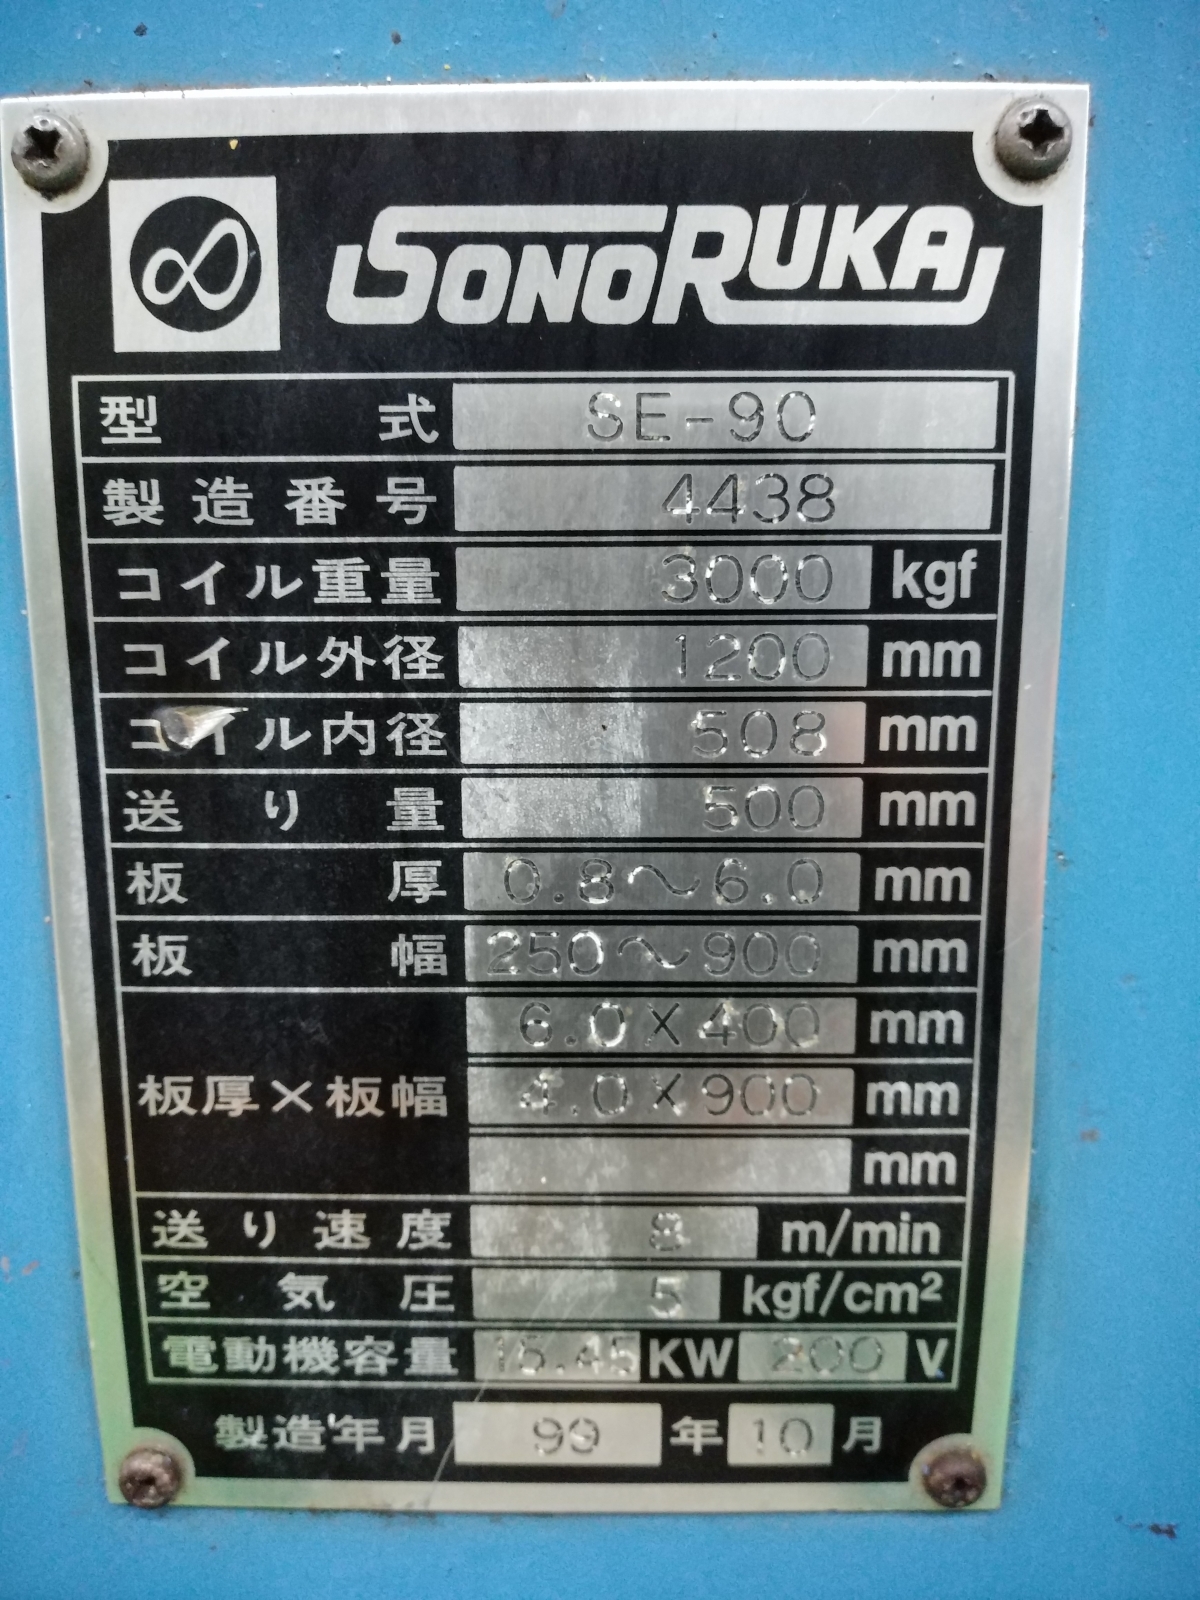 SONORUKA
型式 SE-90
製造番号 4438
コイル重量 3000 kgf
コイル外径 1200 mm
コイル内径 508 mm
送り量 500 mm
板厚 0.8～6.0 mm
板幅 250～900 mm
6.0×400 mm
板厚×板幅 4.0×900 mm
mm
送り速度 8 m/min
空気圧 5 kgf/cm²
電動機容量 15.45 KW 200 V
製造年月 99 年 10 月